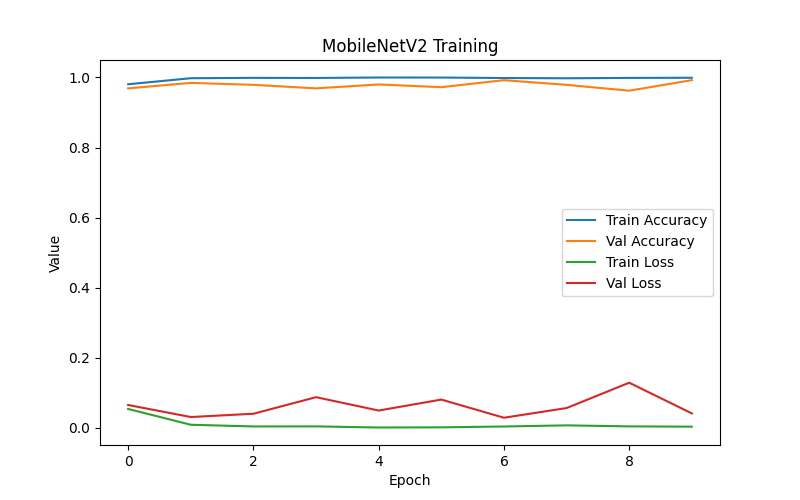 MobileNetV2 Training
1.0
0.8
0.6
0.4
0.2
0.0
Value
Train Accuracy
Val Accuracy
Train Loss
Val Loss
0
2
4
6
8
Epoch